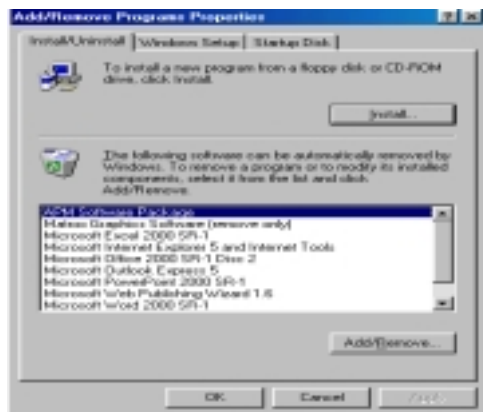 Add/Remove Programs Properties
Install/Uninstall Windows Setup Startup Disk
To install a new program from a floppy disk or CD-ROM
drive, click Install.
Install...
The following software can be automatically removed by
Windows. To remove a program or to modify its installed
components, select it from the list and click
Add/Remove.
APM Software Package
Matrox Graphics Software (remove only)
Microsoft Excel 2000 SR-1
Microsoft Internet Explorer 5 and Internet Tools
Microsoft Office 2000 SR-1 Disc 2
Microsoft Outlook Express 5
Microsoft PowerPoint 2000 SR-1
Microsoft Web Publishing Wizard 1.6
Microsoft Word 2000 SR-1
Add/Remove...
OK Cancel Apply